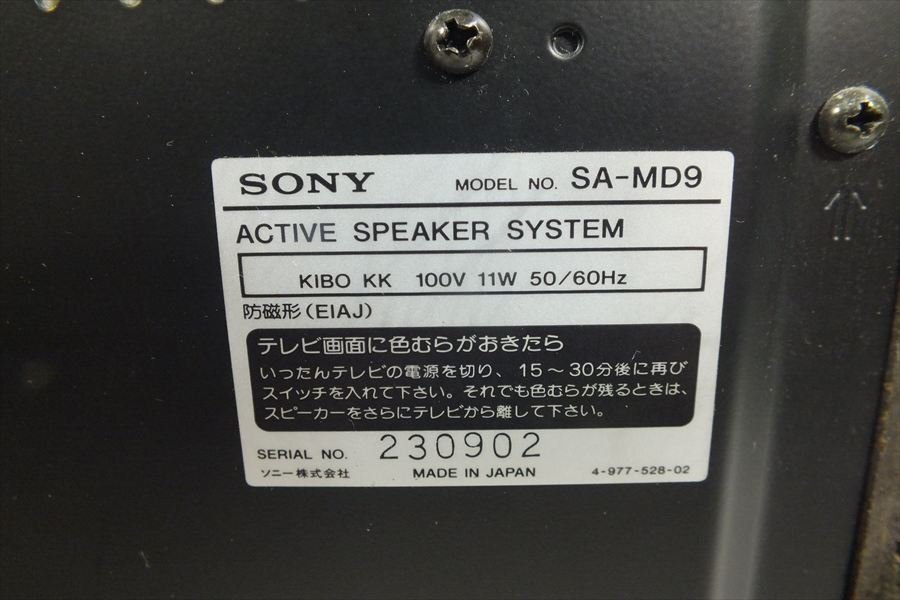 SONY MODEL NO. SA-MD9
ACTIVE SPEAKER SYSTEM
KIBO KK 100V 11W 50/60Hz
防磁形(EIAJ)
テレビ画面に色むらがおきたら
いったんテレビの電源を切り、15～30分後に再び
スイッチを入れて下さい。それでも色むらが残るときは、
スピーカーをさらにテレビから離して下さい。
SERIAL NO. 230902
ソニー株式会社 MADE IN JAPAN 4-977-528-02